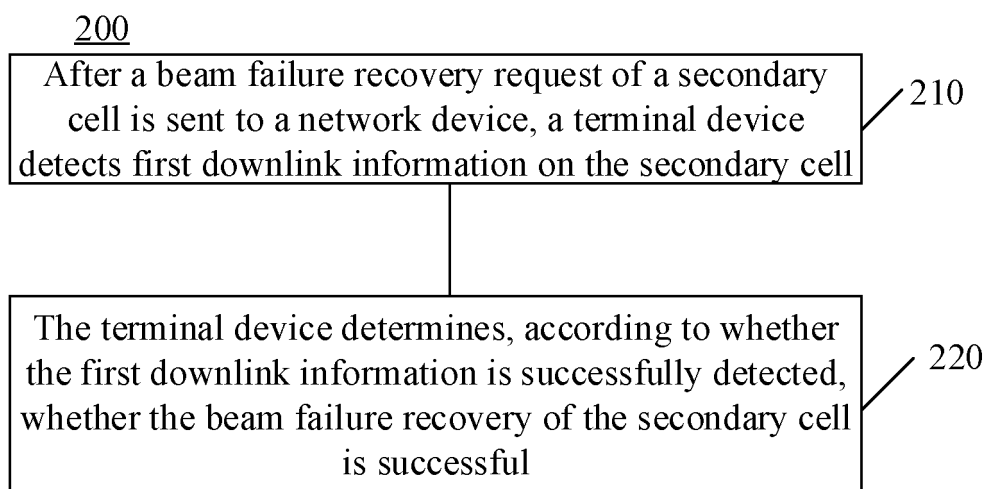 200
After a beam failure recovery request of a secondary
cell is sent to a network device, a terminal device
detects first downlink information on the secondary cell
210
The terminal device determines, according to whether
the first downlink information is successfully detected,
whether the beam failure recovery of the secondary cell
is successful
220